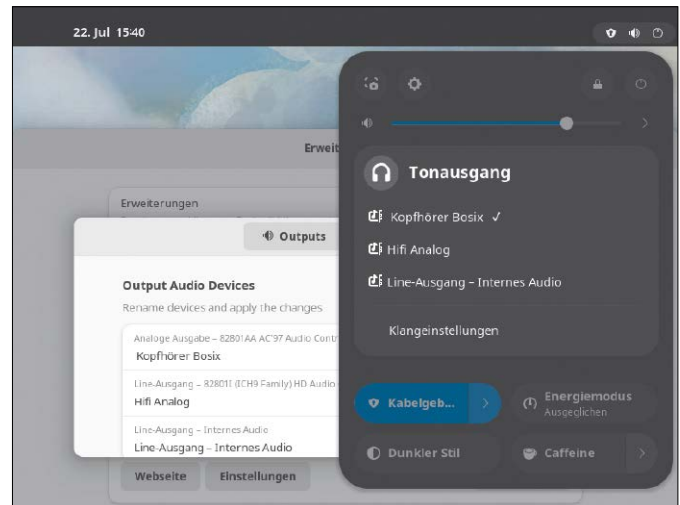 22. Jul 15:40
Erweit
Erweiterungen
Outputs
Output Audio Devices
Rename devices and apply the changes
Analoge Ausgabe – 82801AA AC'97 Audio Contr
Kopfhörer Bosix
Line-Ausgang – 82801I (ICH9 Family) HD Audio
Hifi Analog
Line-Ausgang – Internes Audio
Line-Ausgang – Internes Audio
Webseite Einstellungen
Tonausgang
Kopfhörer Bosix ✓
Hifi Analog
Line-Ausgang – Internes Audio
Klangeinstellungen
Kabelgeb...
Energiemodus
Ausgeglichen
Dunkler Stil
Caffeine